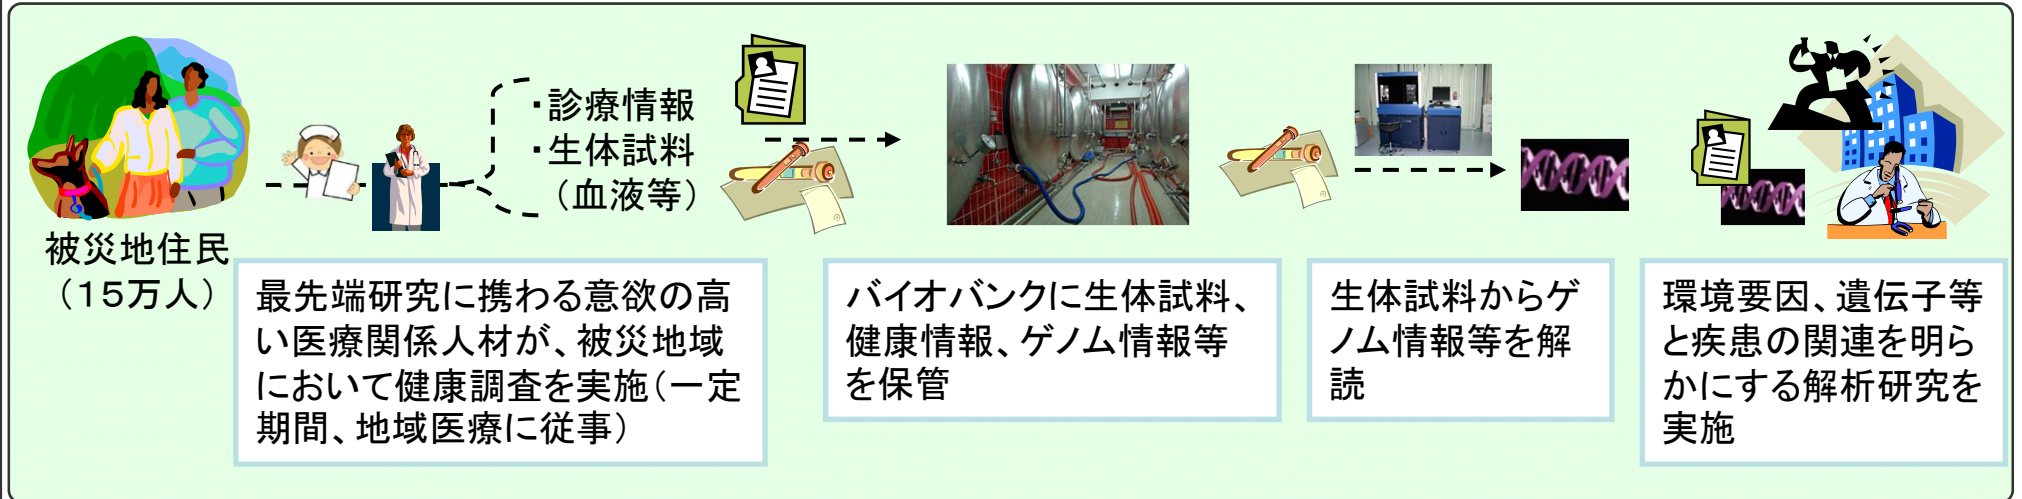 被災地住民
（15万人）
・診療情報
・生体試料
（血液等）
最先端研究に携わる意欲の高
い医療関係人材が、被災地域
において健康調査を実施（一定
期間、地域医療に従事）
バイオバンクに生体試料、
健康情報、ゲノム情報等
を保管
生体試料からゲ
ノム情報等を解
読
環境要因、遺伝子等
と疾患の関連を明ら
かにする解析研究を
実施